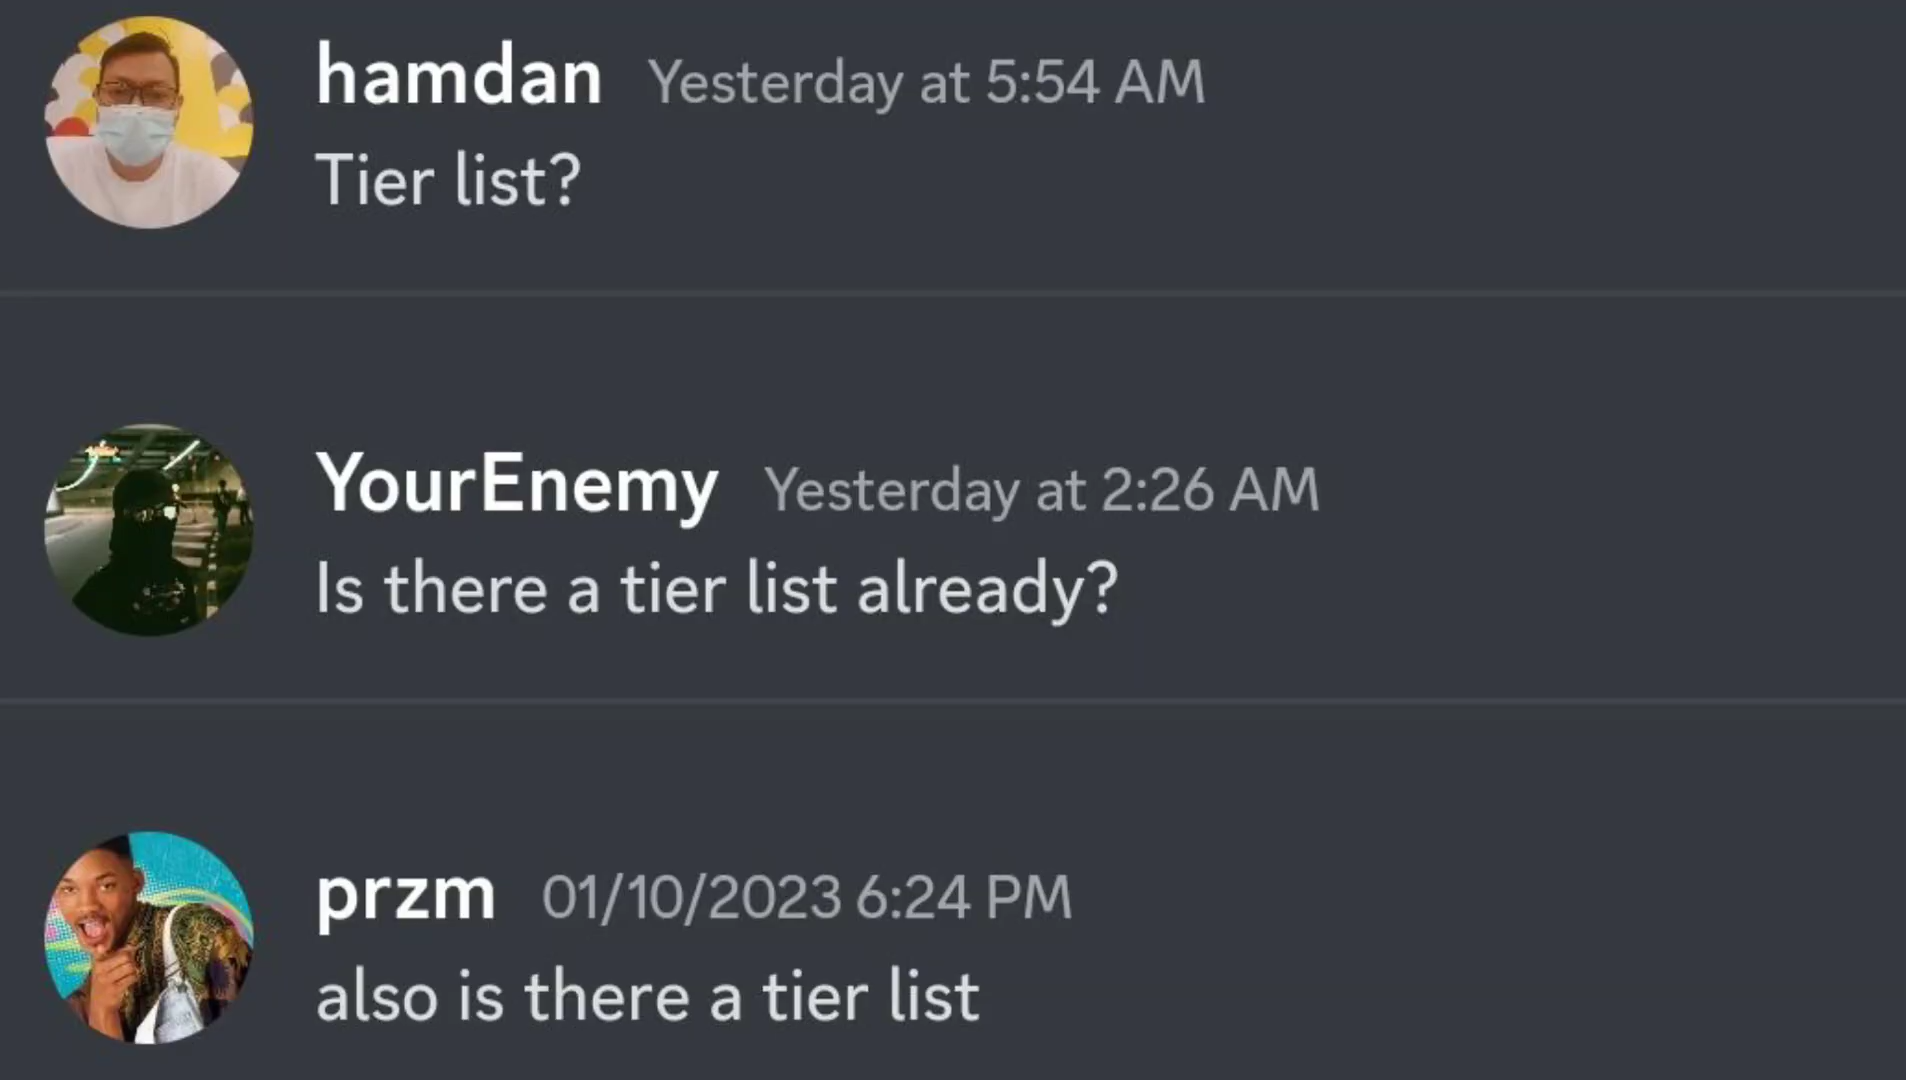 hamdan Yesterday at 5:54 AM
Tier list?
YourEnemy Yesterday at 2:26 AM
Is there a tier list already?
przm 01/10/2023 6:24 PM
also is there a tier list